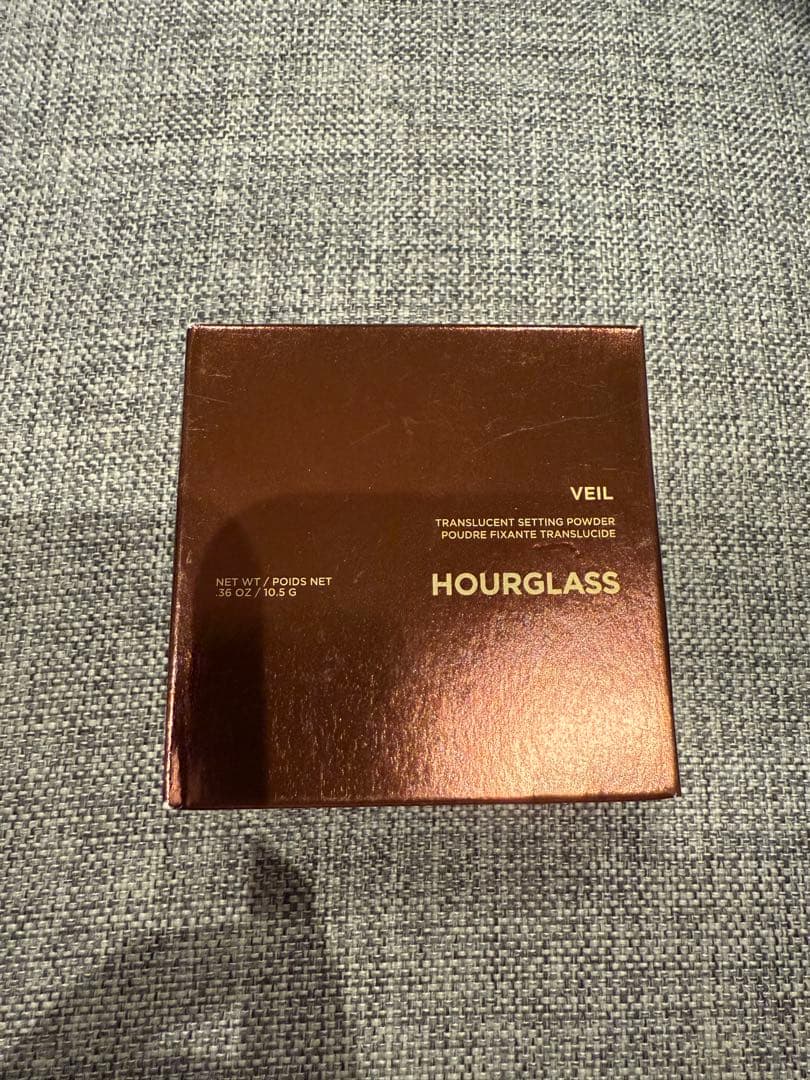 VEIL
TRANSLUCENT SETTING POWDER
POUDRE FIXANTE TRANSLUCIDE
NET WT / POIDS NET
.36 OZ / 10.5 G
HOURGLASS